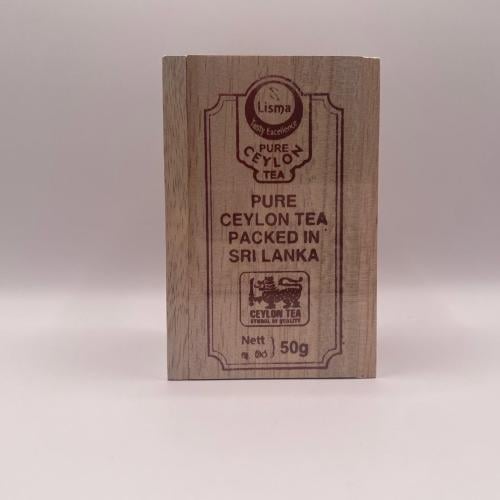 Lisma
Tasty Excellence
PURE
CEYLON
TEA
PURE
CEYLON TEA
PACKED IN
SRI LANKA
CEYLON TEA
SYMBOL OF QUALITY
Nett
50g